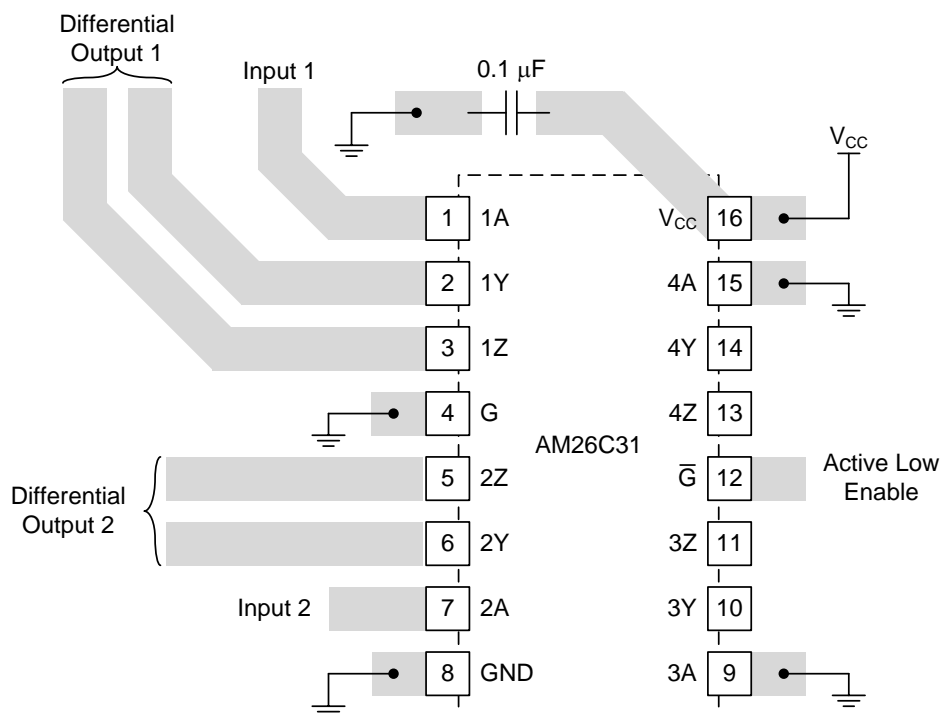 Differential
Output 1
Input 1
0.1 μF
V_CC
1 1A
V_CC 16
2 1Y
4A 15
3 1Z
4Y 14
4 G
4Z 13
AM26C31
Differential
Output 2
5 2Z
G̅ 12
Active Low
Enable
6 2Y
3Z 11
Input 2
7 2A
3Y 10
8 GND
3A 9